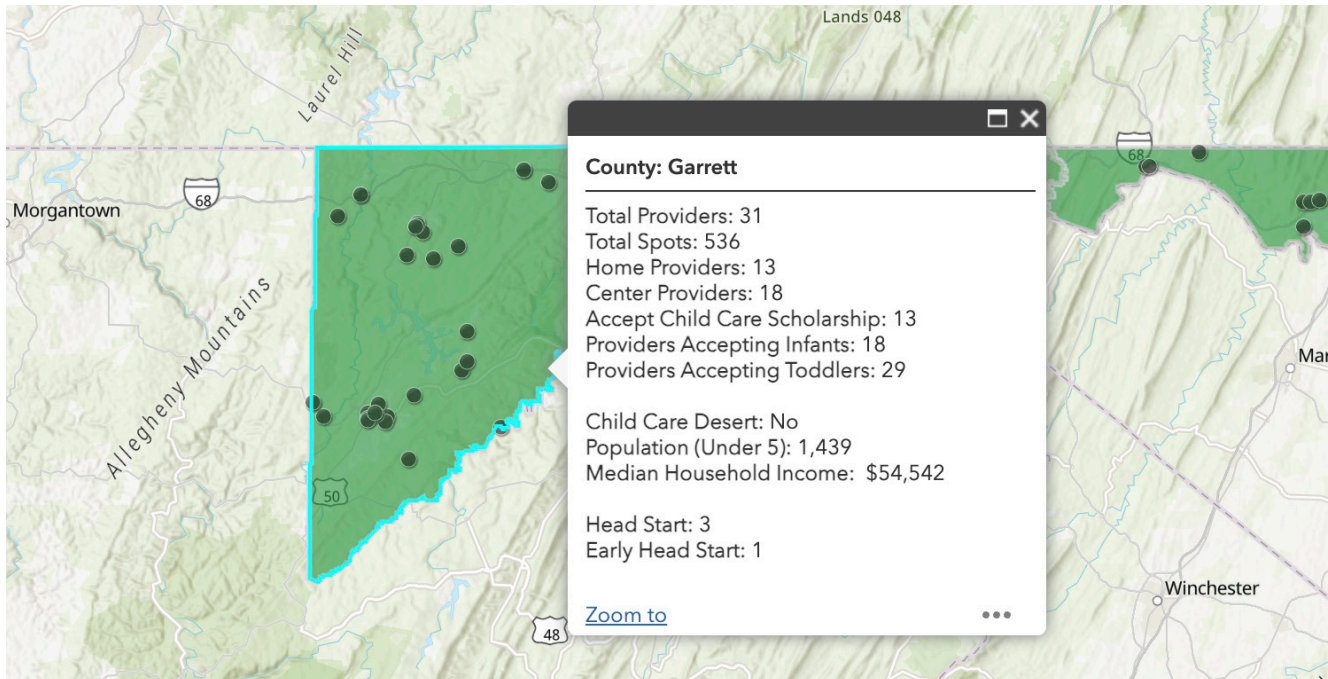 Lands 048
Laurel Hill
68
68
Morgantown
Allegheny Mountains
50
48
Winchester
Mar
County: Garrett
Total Providers: 31
Total Spots: 536
Home Providers: 13
Center Providers: 18
Accept Child Care Scholarship: 13
Providers Accepting Infants: 18
Providers Accepting Toddlers: 29
Child Care Desert: No
Population (Under 5): 1,439
Median Household Income:  $54,542
Head Start: 3
Early Head Start: 1
Zoom to